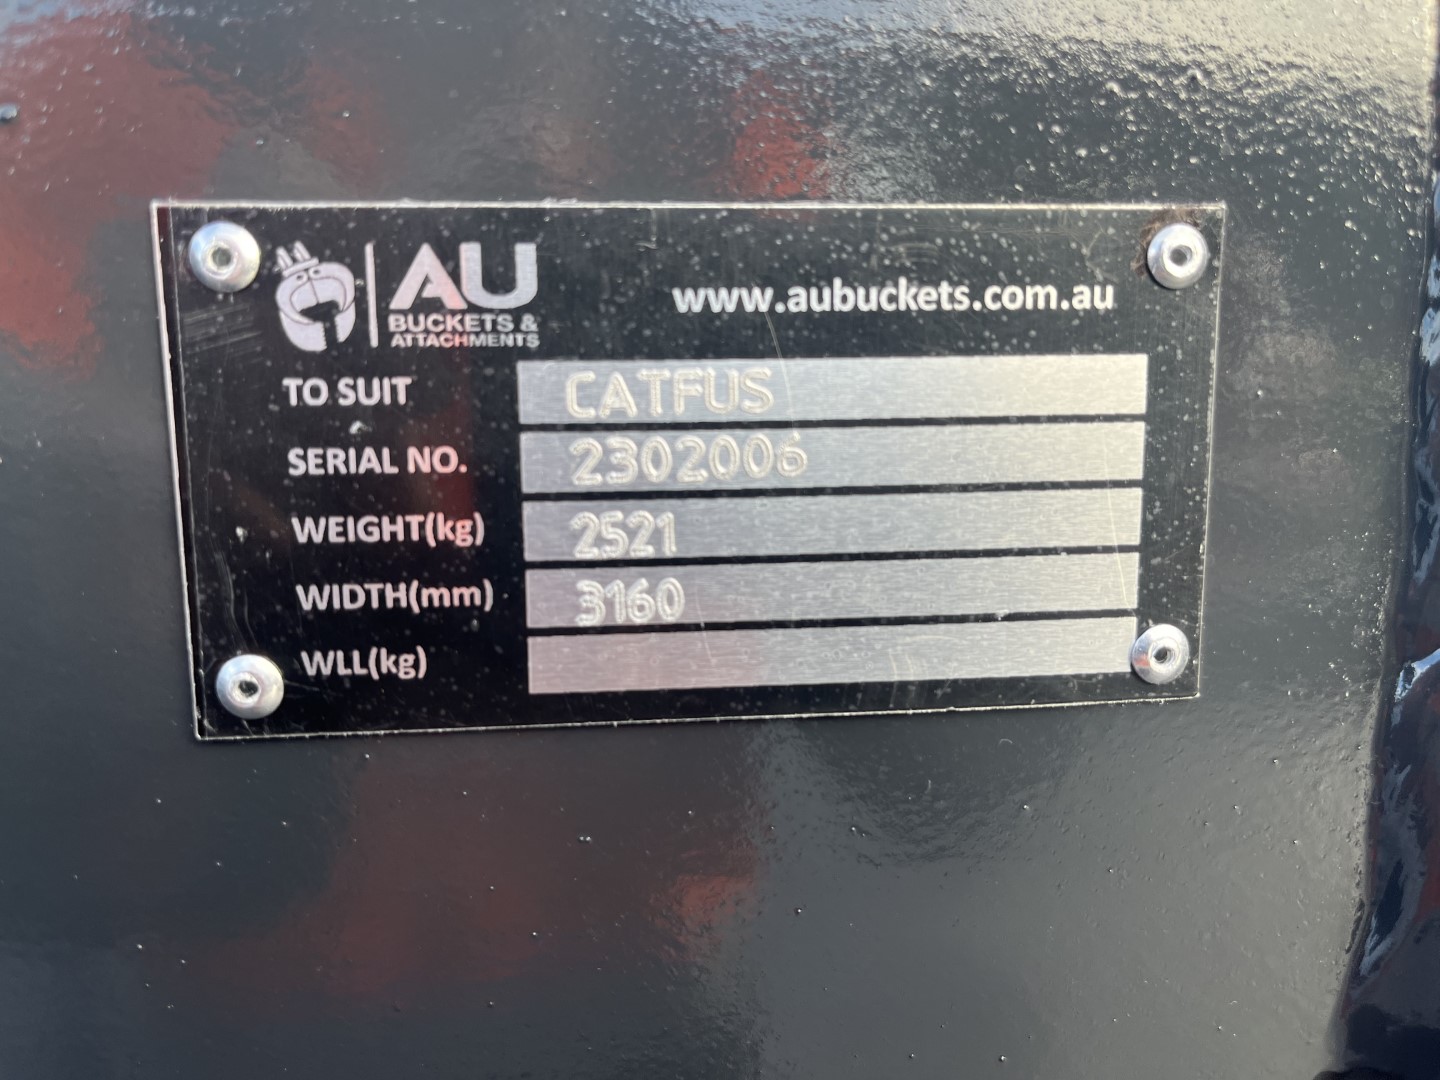 AU
BUCKETS &
ATTACHMENTS
www.aubuckets.com.au
TO SUIT CATFUS
SERIAL NO. 2302006
WEIGHT(kg) 2521
WIDTH(mm) 3160
WLL(kg)